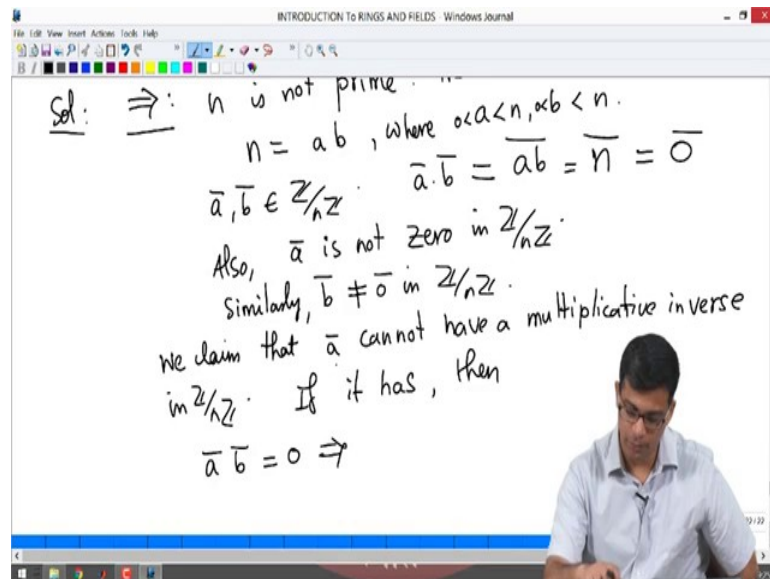 INTRODUCTION To RINGS AND FIELDS - Windows Journal
File Edit View Insert Actions Tools Help
B I
Sol: ⇒: n is not prime.
n = ab, where 0<a<n, 0<b<n.
ā, b̄ ∈ ℤ/nℤ. ā.b̄ = \overline{ab} = n̄ = 0̄
Also, ā is not zero in ℤ/nℤ.
Similarly, b̄ ≠ 0̄ in ℤ/nℤ.
We claim that ā cannot have a multiplicative inverse
in ℤ/nℤ. If it has, then
ā b̄ = 0 ⇒